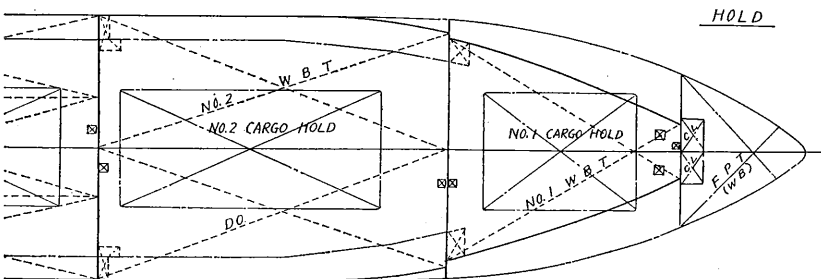 HOLD
NO.2 W B T
NO.2 CARGO HOLD
NO.1 CARGO HOLD
NO.1 W B T
DO
C L
C L
F P T
(W B)